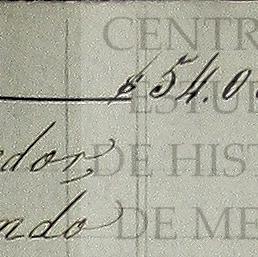 CENTR
$54.0
ESTU
edor,
DE HIST
ndo
DE ME